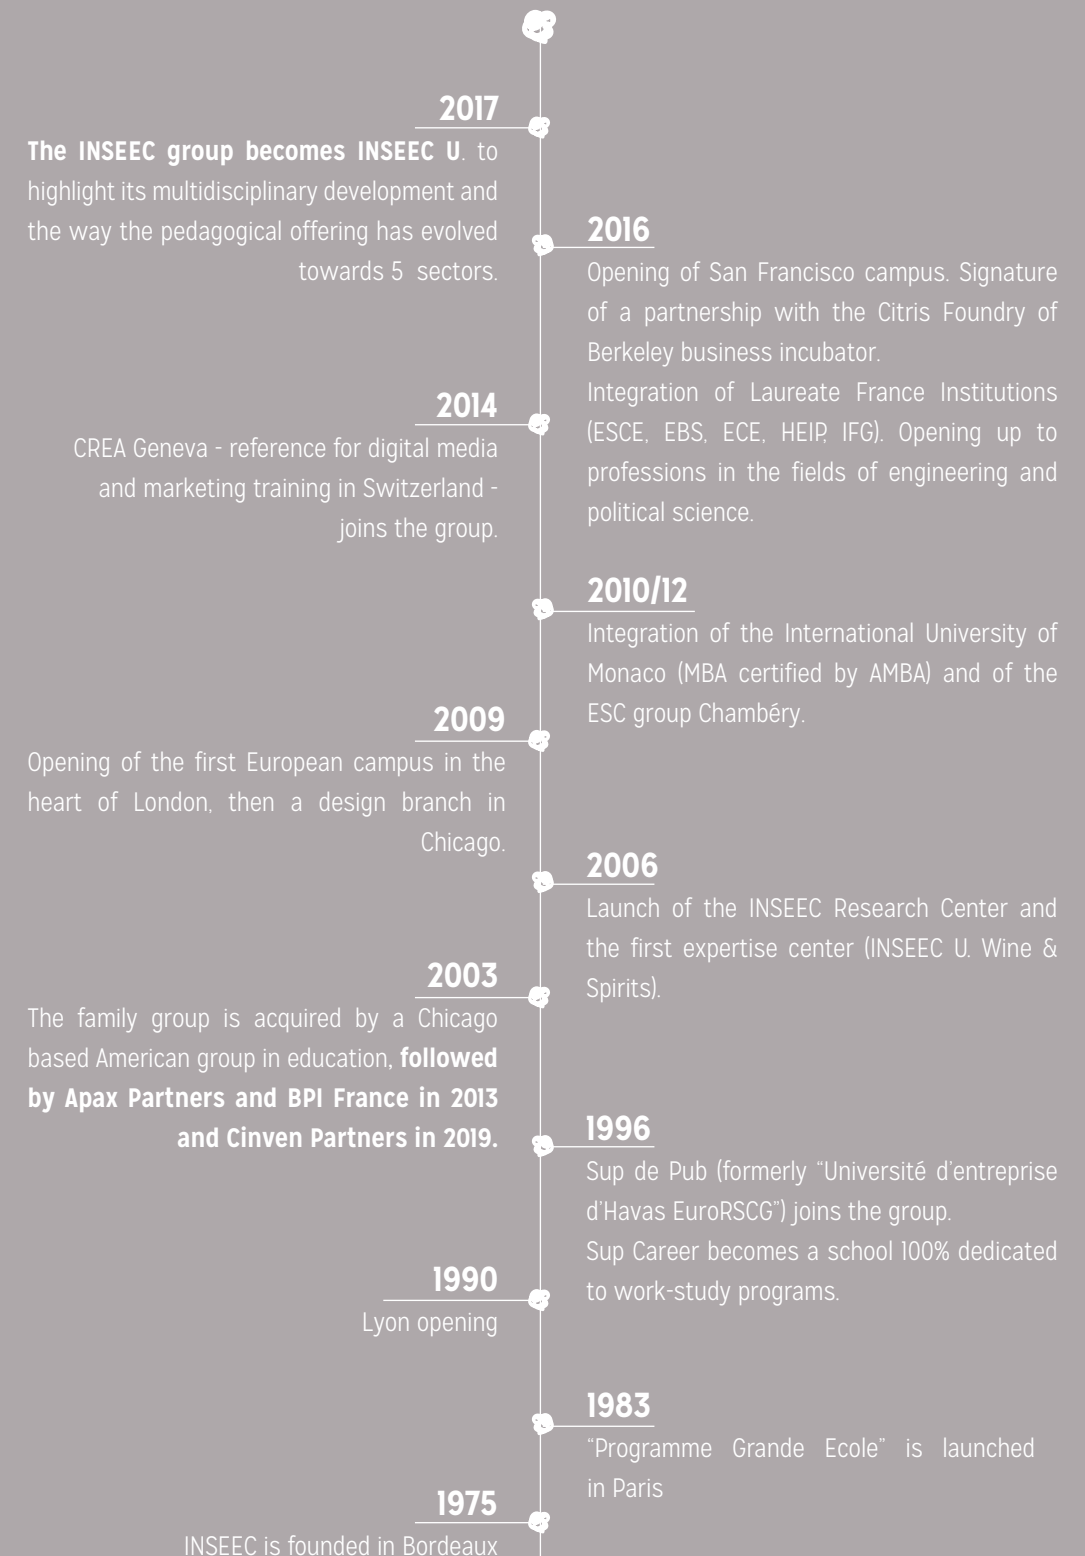 2017
The INSEEC group becomes INSEEC U. to
highlight its multidisciplinary development and
the way the pedagogical offering has evolved
towards 5 sectors.
2016
Opening of San Francisco campus. Signature
of a partnership with the Citris Foundry of
Berkeley business incubator.
Integration of Laureate France Institutions
(ESCE, EBS, ECE, HEIP, IFG). Opening up to
professions in the fields of engineering and
political science.
2014
CREA Geneva - reference for digital media
and marketing training in Switzerland -
joins the group.
2010/12
Integration of the International University of
Monaco (MBA certified by AMBA) and of the
ESC group Chambéry.
2009
Opening of the first European campus in the
heart of London, then a design branch in
Chicago.
2006
Launch of the INSEEC Research Center and
the first expertise center (INSEEC U. Wine &
Spirits).
2003
The family group is acquired by a Chicago
based American group in education, followed
by Apax Partners and BPI France in 2013
and Cinven Partners in 2019.
1996
Sup de Pub (formerly “Université d'entreprise
d'Havas EuroRSCG”) joins the group.
Sup Career becomes a school 100% dedicated
to work-study programs.
1990
Lyon opening
1983
“Programme Grande Ecole” is launched
in Paris
1975
INSEEC is founded in Bordeaux